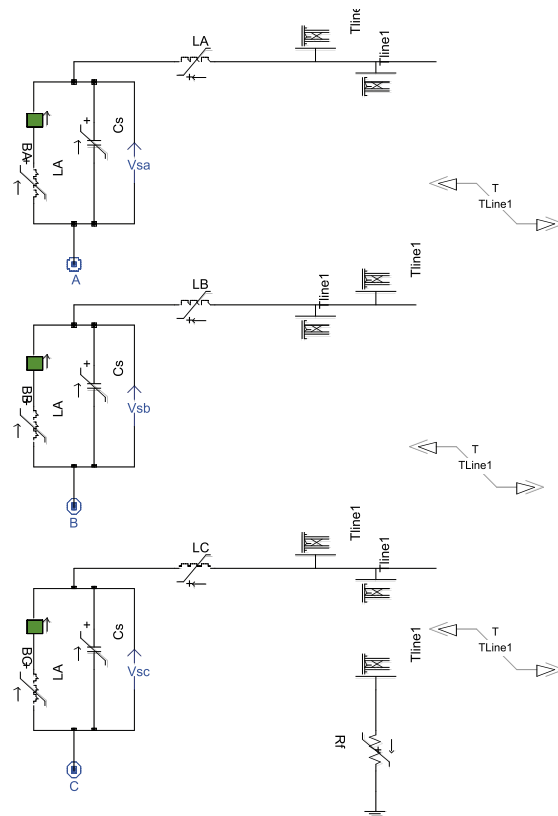 LA
Tline1
Tline1
+
Cs
Vsa
BA
LA
A
T
TLine1
LB
Tline1
Tline1
+
Cs
Vsb
BB
LA
B
T
TLine1
LC
Tline1
Tline1
+
Cs
Vsc
BC
LA
C
Tline1
T
TLine1
Rf